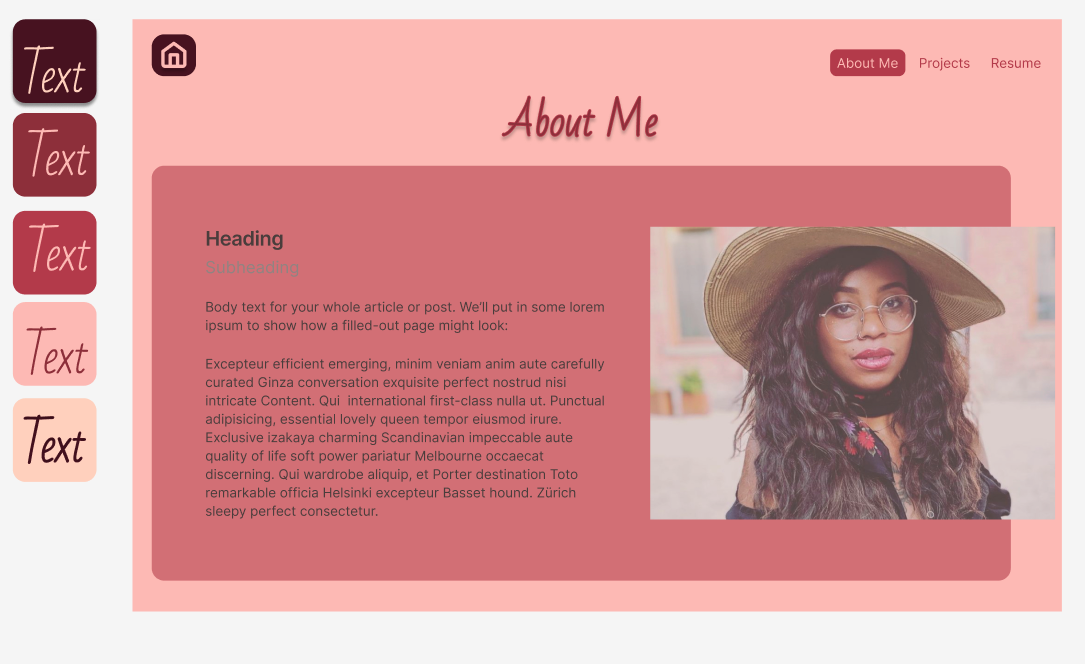 Text
Text
Text
Text
Text
About Me
Projects
Resume
About Me
Heading
Subheading
Body text for your whole article or post. We'll put in some lorem
ipsum to show how a filled-out page might look:
Excepteur efficient emerging, minim veniam anim aute carefully
curated Ginza conversation exquisite perfect nostrud nisi
intricate Content. Qui  international first-class nulla ut. Punctual
adipisicing, essential lovely queen tempor eiusmod irure.
Exclusive izakaya charming Scandinavian impeccable aute
quality of life soft power pariatur Melbourne occaecat
discerning. Qui wardrobe aliquip, et Porter destination Toto
remarkable officia Helsinki excepteur Basset hound. Zürich
sleepy perfect consectetur.